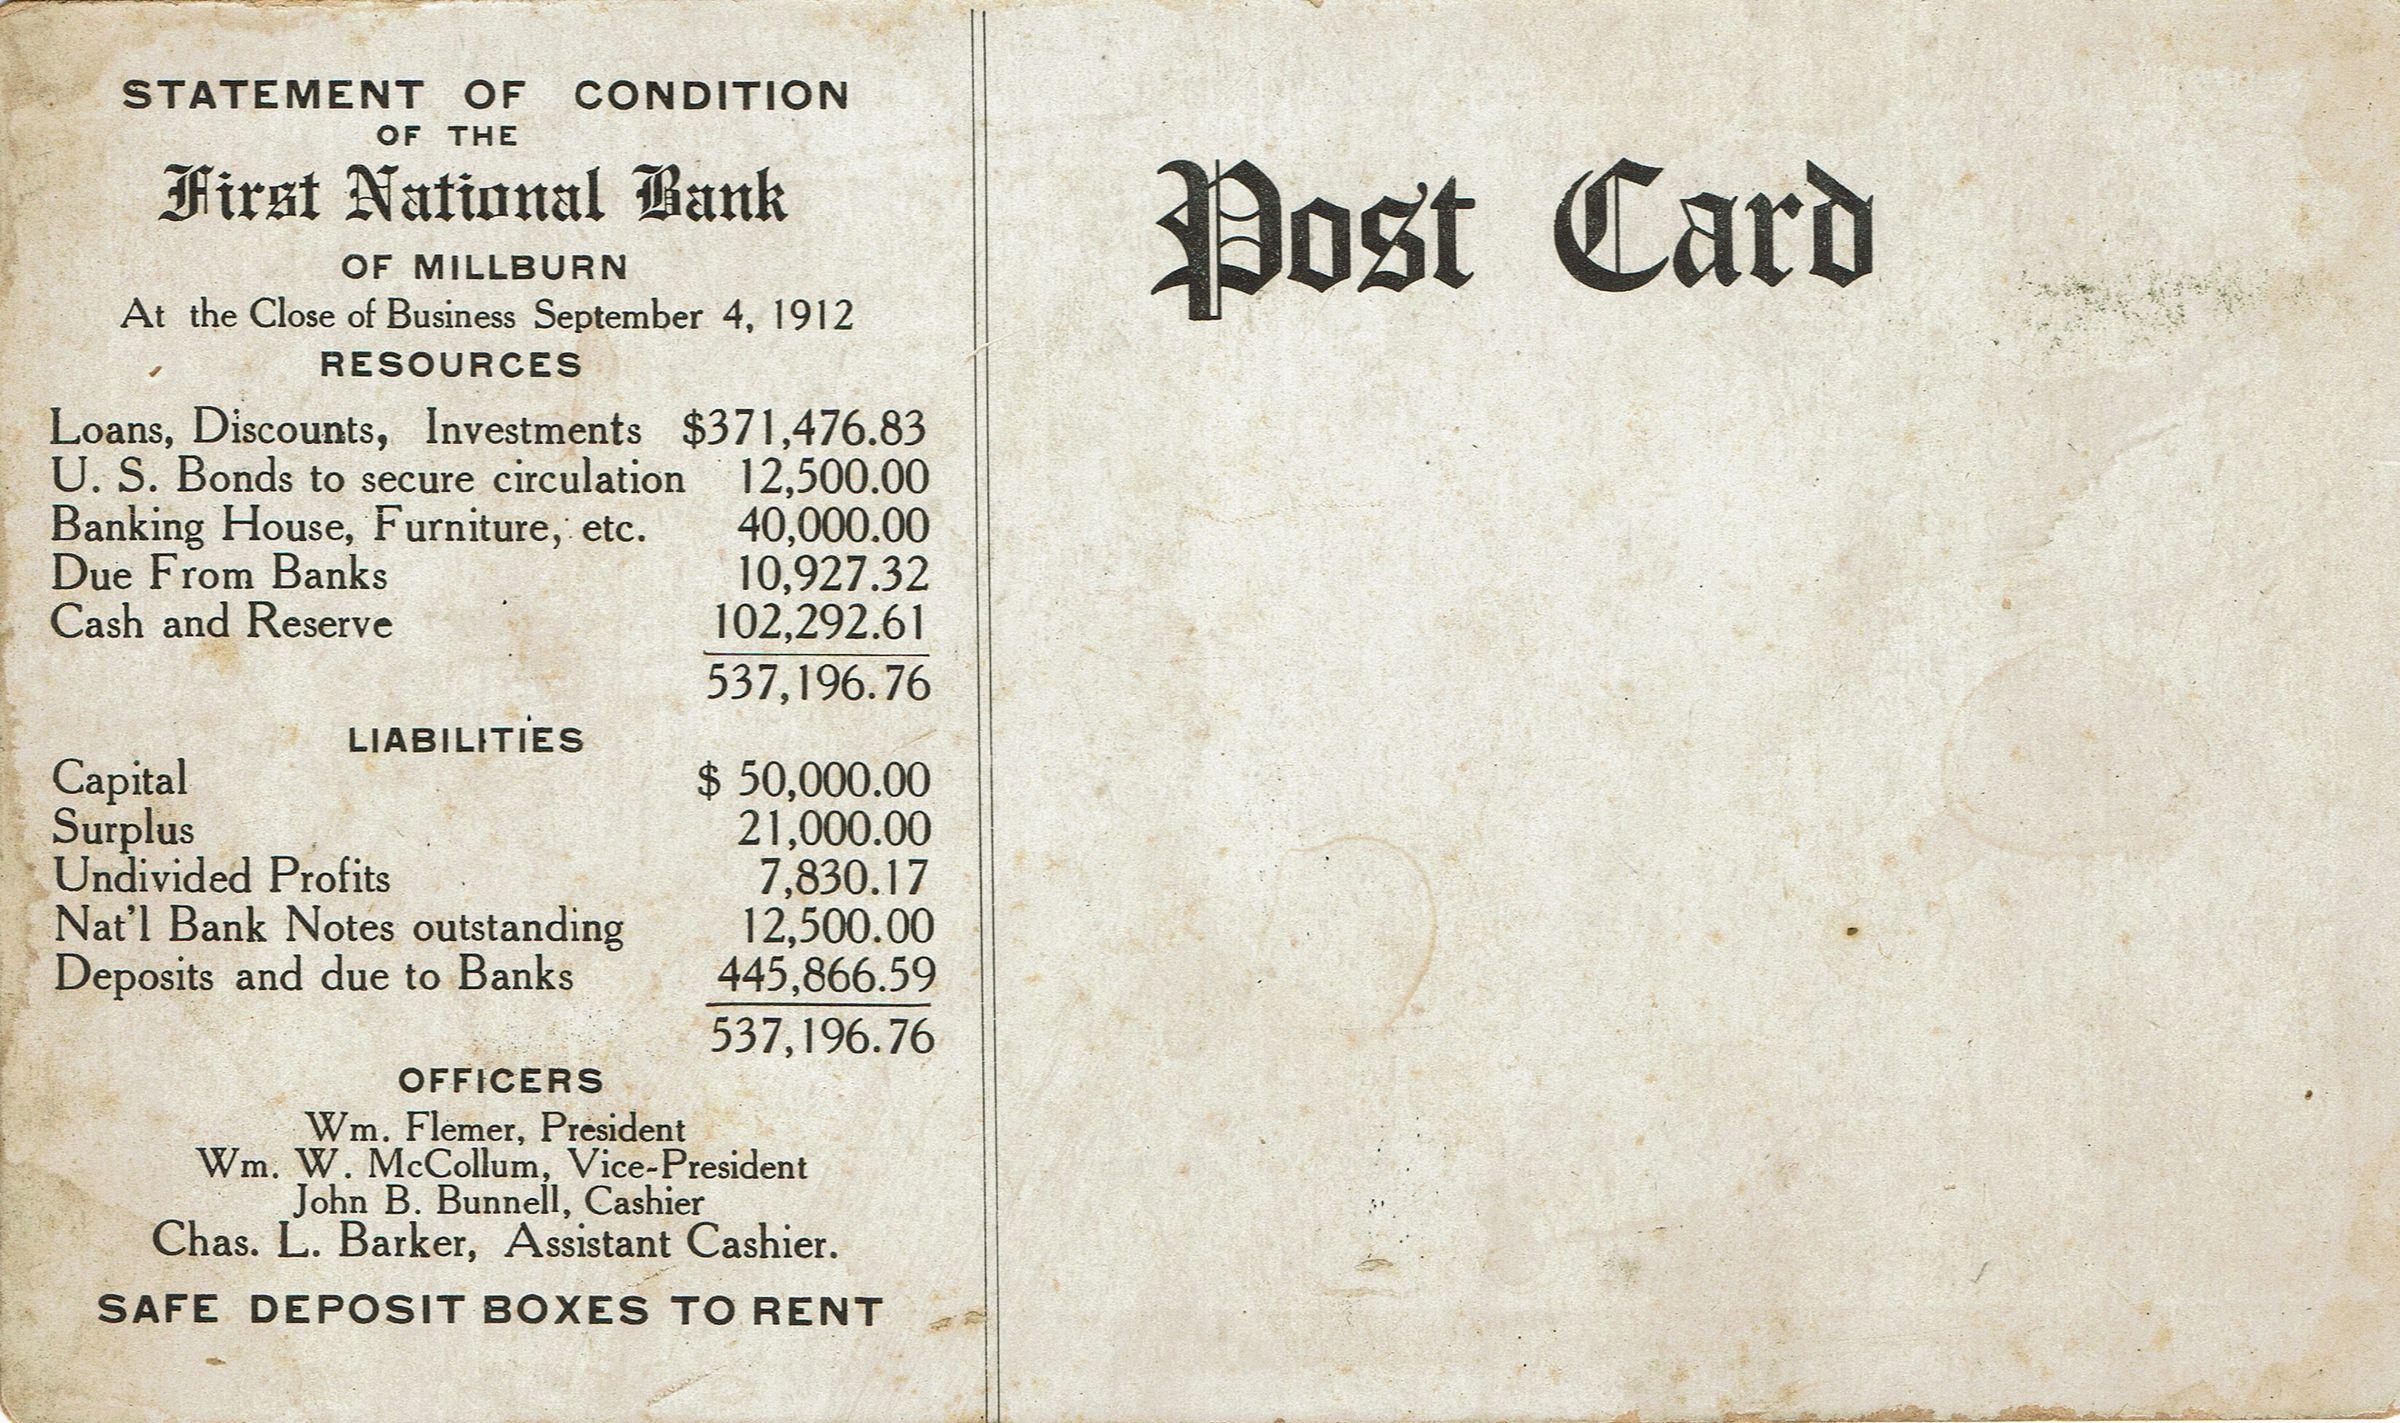 STATEMENT OF CONDITION
OF THE
First National Bank
OF MILLBURN
At the Close of Business September 4, 1912
RESOURCES
Loans, Discounts, Investments $371,476.83
U. S. Bonds to secure circulation 12,500.00
Banking House, Furniture, etc. 40,000.00
Due From Banks 10,927.32
Cash and Reserve 102,292.61
537,196.76
LIABILITIES
Capital $ 50,000.00
Surplus 21,000.00
Undivided Profits 7,830.17
Nat'l Bank Notes outstanding 12,500.00
Deposits and due to Banks 445,866.59
537,196.76
OFFICERS
Wm. Flemer, President
Wm. W. McCollum, Vice-President
John B. Bunnell, Cashier
Chas. L. Barker, Assistant Cashier.
SAFE DEPOSIT BOXES TO RENT
Post Card